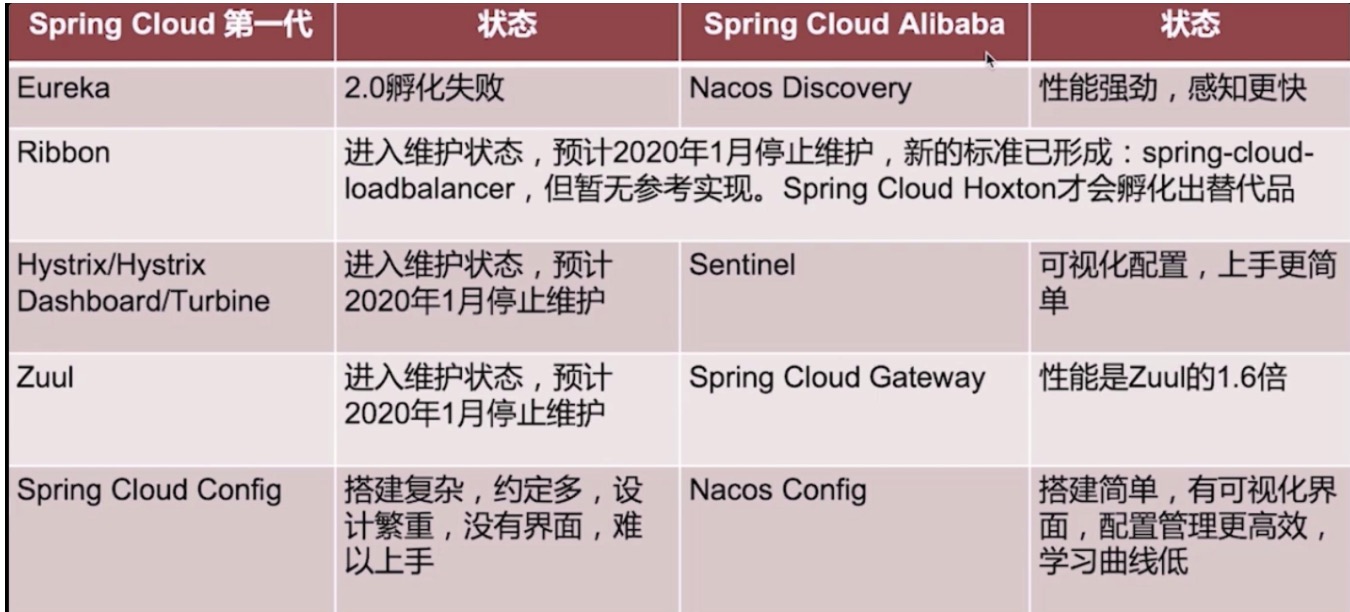 Spring Cloud 第一代
状态
Spring Cloud Alibaba
状态
Eureka
2.0孵化失败
Nacos Discovery
性能强劲，感知更快
Ribbon
进入维护状态，预计2020年1月停止维护，新的标准已形成：spring-cloud-
loadbalancer，但暂无参考实现。Spring Cloud Hoxton才会孵化出替代品
Hystrix/Hystrix
Dashboard/Turbine
进入维护状态，预计
2020年1月停止维护
Sentinel
可视化配置，上手更简
单
Zuul
进入维护状态，预计
2020年1月停止维护
Spring Cloud Gateway
性能是Zuul的1.6倍
Spring Cloud Config
搭建复杂，约定多，设
计繁重，没有界面，难
以上手
Nacos Config
搭建简单，有可视化界
面，配置管理更高效，
学习曲线低